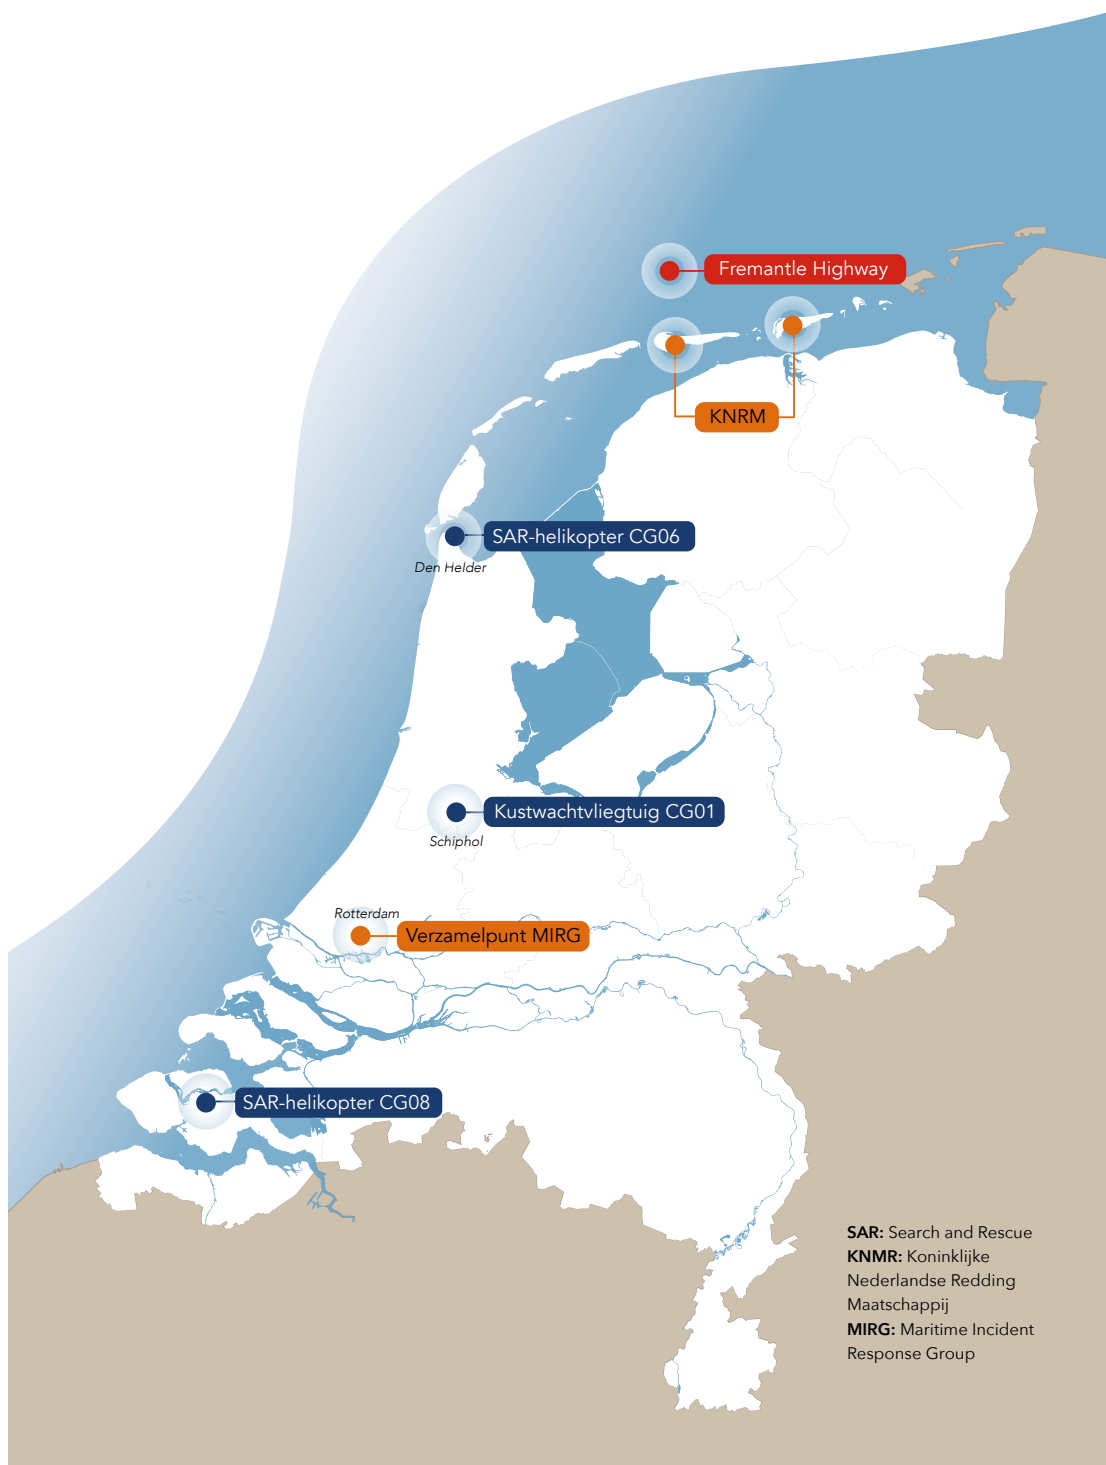 Fremantle Highway
KNRM
SAR-helikopter CG06
Den Helder
Kustwachtvliegtuig CG01
Schiphol
Rotterdam
Verzamelpunt MIRG
SAR-helikopter CG08
SAR: Search and Rescue
KNMR: Koninklijke
Nederlandse Redding
Maatschappij
MIRG: Maritime Incident
Response Group